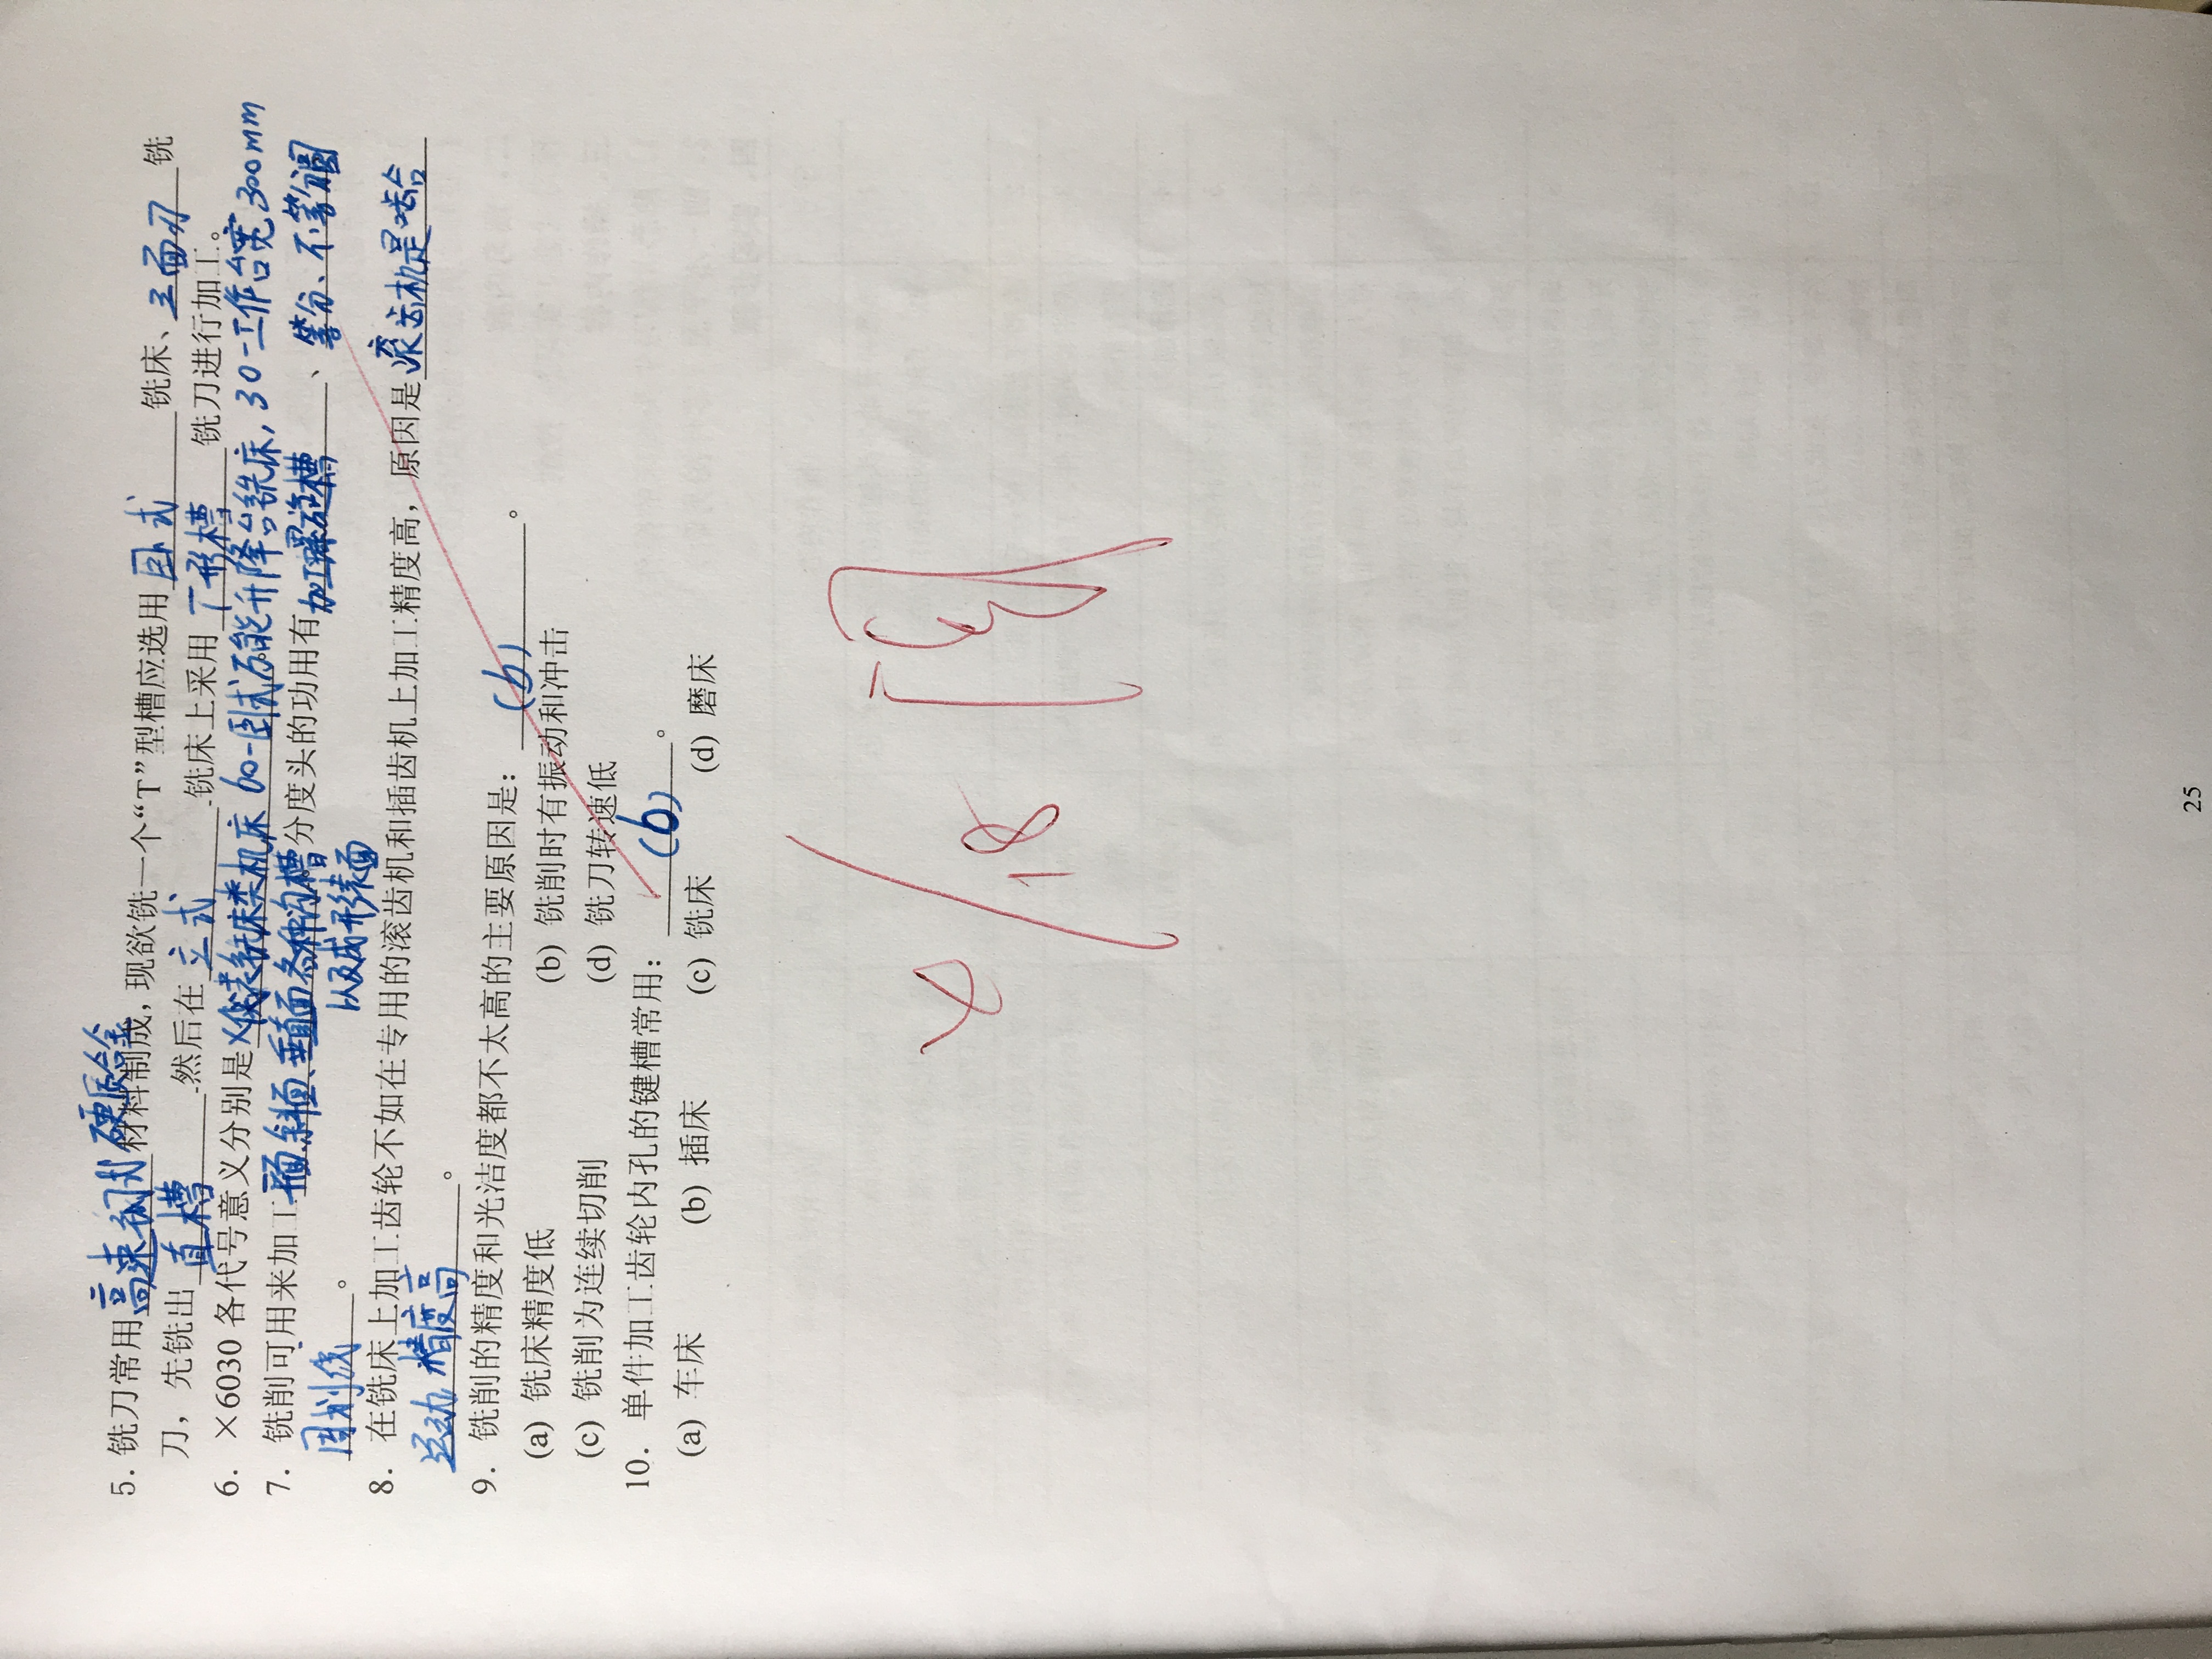 5. 铣刀常用高速钢或硬质合金材料制成，现欲铣一个“T”型槽应选用卧式铣床、三面刃铣
刀，先铣出直槽然后在立式铣床上采用T形槽铣刀进行加工。
6. ×6030各代号意义分别是X铣床类机床 60-卧式万能升降台铣床，30-工作台宽300mm
7. 铣削可用来加工平面、斜面、垂直面各种沟槽以及成形表面。分度头的功用有加工螺旋槽、等分、不等分圆
周划线。
8. 在铣床上加工齿轮不如在专用的滚齿机和插齿机上加工精度高，原因是滚齿机是啮合
运动 精度高。
9. 铣削的精度和光洁度都不太高的主要原因是：(b)。
(a) 铣床精度低 (b) 铣削时有振动和冲击
(c) 铣削为连续切削 (d) 铣刀转速低
10. 单件加工齿轮内孔的键槽常用：(b)。
(a) 车床 (b) 插床 (c) 铣床 (d) 磨床
/18 阅
25